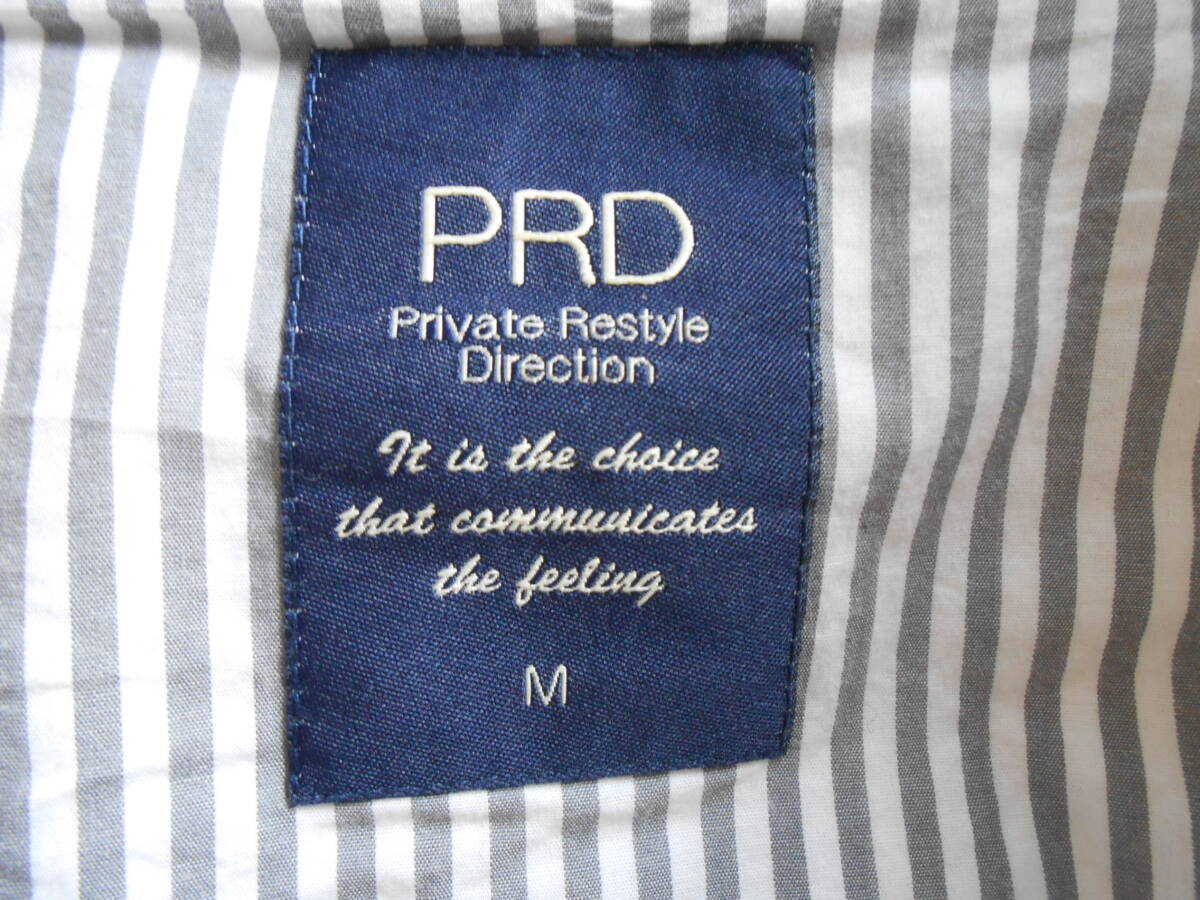 PRD
Private Restyle
Direction
It is the choice
that communicates
the feeling
M